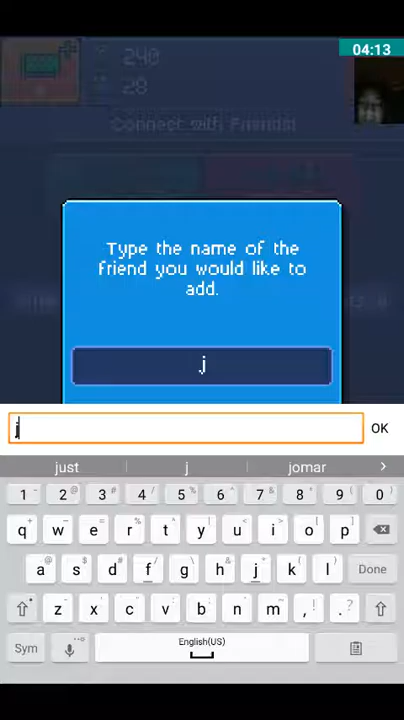 04:13
240
28
Connect with Friends!
Type the name of the
friend you would like to
add.
j
j OK
just j jomar >
1 - 2 @ 3 # 4 / 5 % 6 ^ 7 & 8 * 9 ( 0 )
q + w × e ÷ r = t y u i o p
a s d f g h j k l Done
z x c v b n m , ! . ?
Sym English(US)